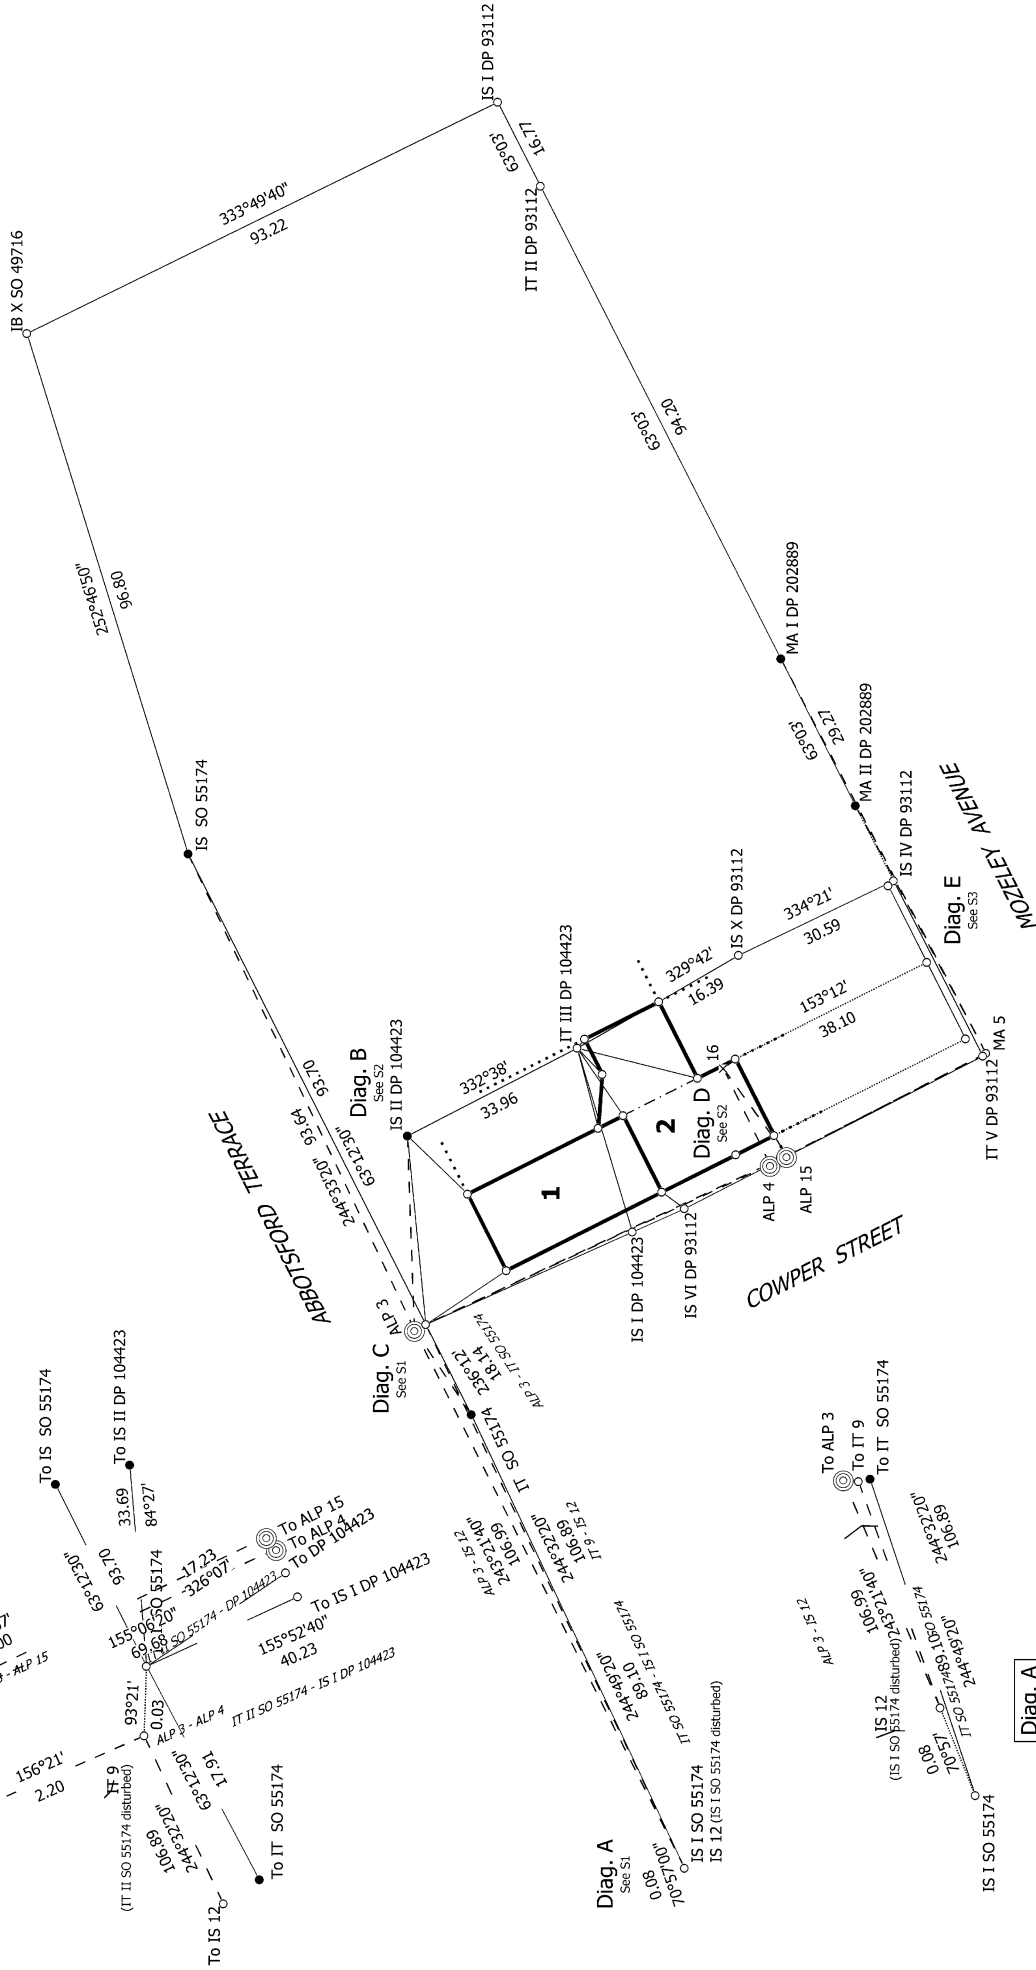 IB X SO 49716
IS I DP 93112
333°49'40"
93.22
63°03'
16.77
IT II DP 93112
252°46'50"
96.80
63°03'
94.20
IS SO 55174
MA I DP 202889
63°03'
29.27
MA II DP 202889
MOZELEY AVENUE
IS IV DP 93112
Diag. E
See S3
334°21'
30.59
IS X DP 93112
329°42'
16.39
153°12'
38.10
MA 5
IT V DP 93112
ABBOTSFORD TERRACE
93.70
63°12'30"
93.64
244°33'20"
Diag. B
See S2
IS II DP 104423
332°38'
33.96
IT III DP 104423
16
Diag. D
See S2
1
2
ALP 4
ALP 15
COWPER STREET
IS VI DP 93112
IS I DP 104423
ALP 3
Diag. C
See S1
236°12'
18.14
ALP 3 - IT SO 55174
IT SO 55174
ALP 3 - IS 12
243°21'40"
106.99
244°32'20"
106.89
IT 9 - IS 12
244°49'20"
89.10
IT SO 55174 - IS I SO 55174
Diag. A
See S1
0.08
70°57'00"
IS I SO 55174
IS 12 (IS I SO 55174 disturbed)
To IS SO 55174
To IS II DP 104423
33.69
84°27'
63°12'30"
93.70
17.23
326°07'
To ALP 15
To ALP 4
To DP 104423
To IS I DP 104423
155°06'20"
69.68
155°52'40"
40.23
IT II SO 55174 - IS I DP 104423
93°21'
0.03
ALP 3 - ALP 4
- ALP 15
156°21'
2.20
IT 9
(IT II SO 55174 disturbed)
106.89
244°32'20"
63°12'30"
17.91
To IT SO 55174
To IS 12
To ALP 3
To IT 9
To IT SO 55174
244°32'20"
106.89
ALP 3 - IS 12
106.99
243°21'40"
IS 12
(IS I SO 55174 disturbed)
89.10
244°49'20"
0.08
70°57'
IS I SO 55174
Diag. A